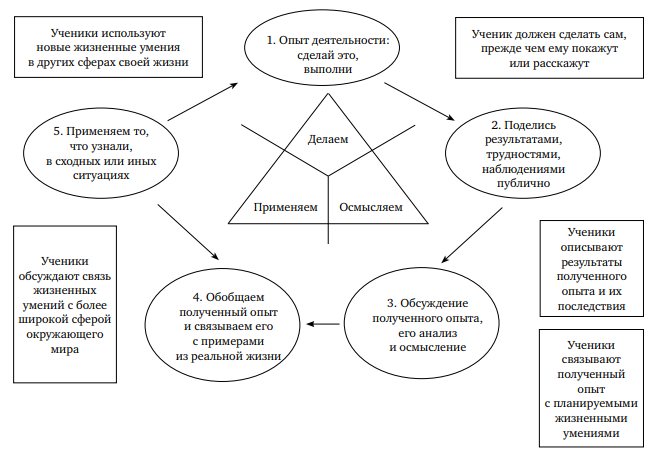 Ученики используют
новые жизненные умения
в других сферах своей жизни
1. Опыт деятельности:
сделай это,
выполни
Ученик должен сделать сам,
прежде чем ему покажут
или расскажут
5. Применяем то,
что узнали,
в сходных или иных
ситуациях
Делаем
Применяем
Осмысляем
2. Поделись
результатами,
трудностями,
наблюдениями
публично
Ученики
обсуждают связь
жизненных
умений с более
широкой сферой
окружающего
мира
4. Обобщаем
полученный опыт
и связываем его
с примерами
из реальной жизни
3. Обсуждение
полученного опыта,
его анализ
и осмысление
Ученики
описывают
результаты
полученного
опыта и их
последствия
Ученики
связывают
полученный
опыт
с планируемыми
жизненными
умениями